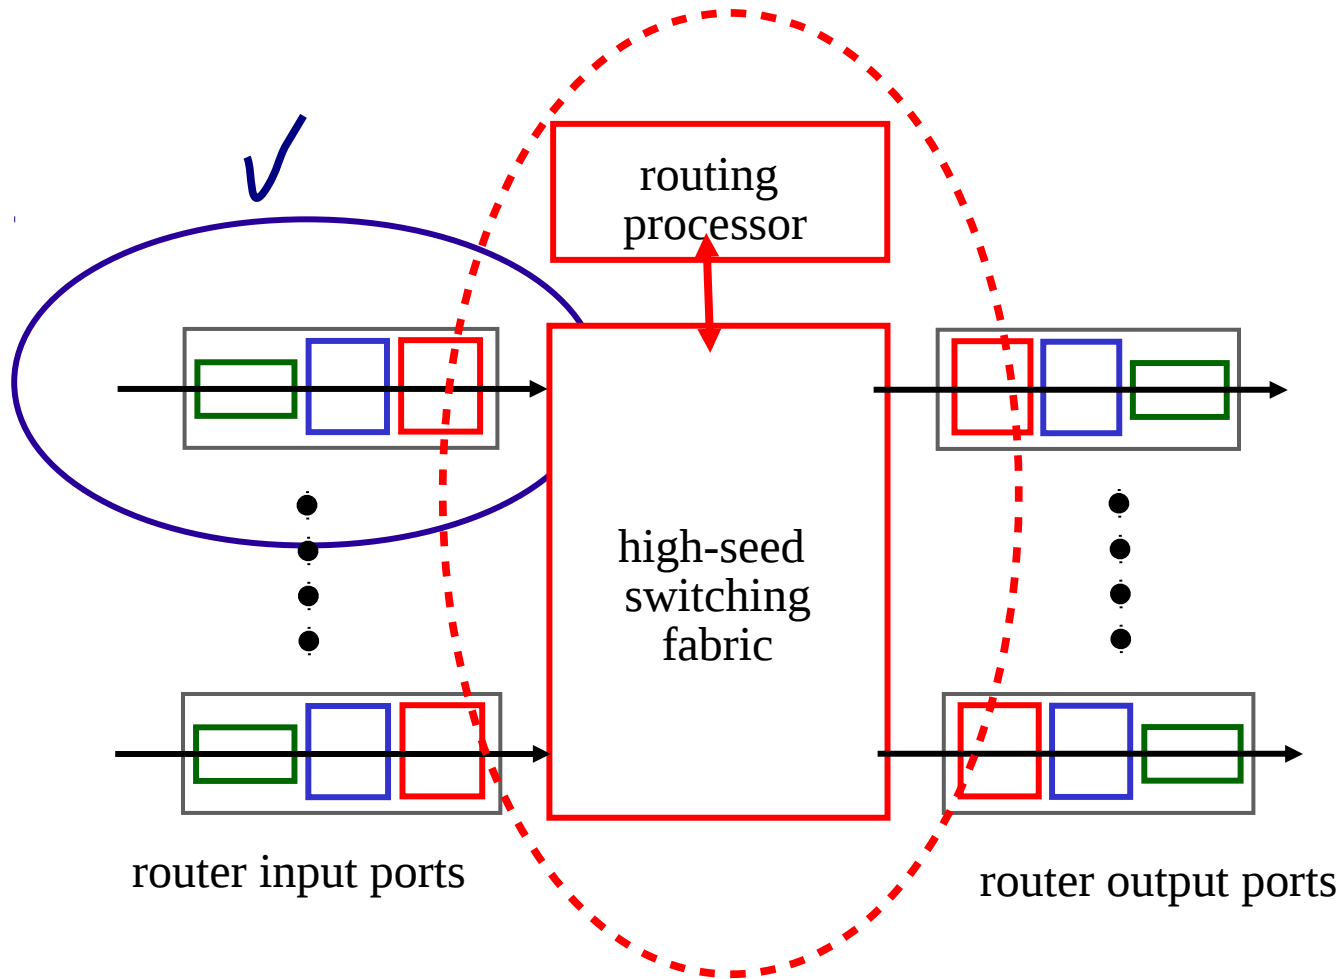 routing
processor
high-seed
switching
fabric
router input ports
router output ports